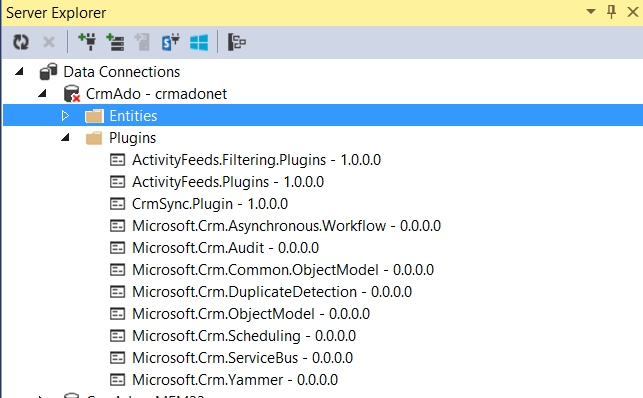 Server Explorer
Data Connections
CrmAdo - crmadonet
Entities
Plugins
ActivityFeeds.Filtering.Plugins - 1.0.0.0
ActivityFeeds.Plugins - 1.0.0.0
CrmSync.Plugin - 1.0.0.0
Microsoft.Crm.Asynchronous.Workflow - 0.0.0.0
Microsoft.Crm.Audit - 0.0.0.0
Microsoft.Crm.Common.ObjectModel - 0.0.0.0
Microsoft.Crm.DuplicateDetection - 0.0.0.0
Microsoft.Crm.ObjectModel - 0.0.0.0
Microsoft.Crm.Scheduling - 0.0.0.0
Microsoft.Crm.ServiceBus - 0.0.0.0
Microsoft.Crm.Yammer - 0.0.0.0